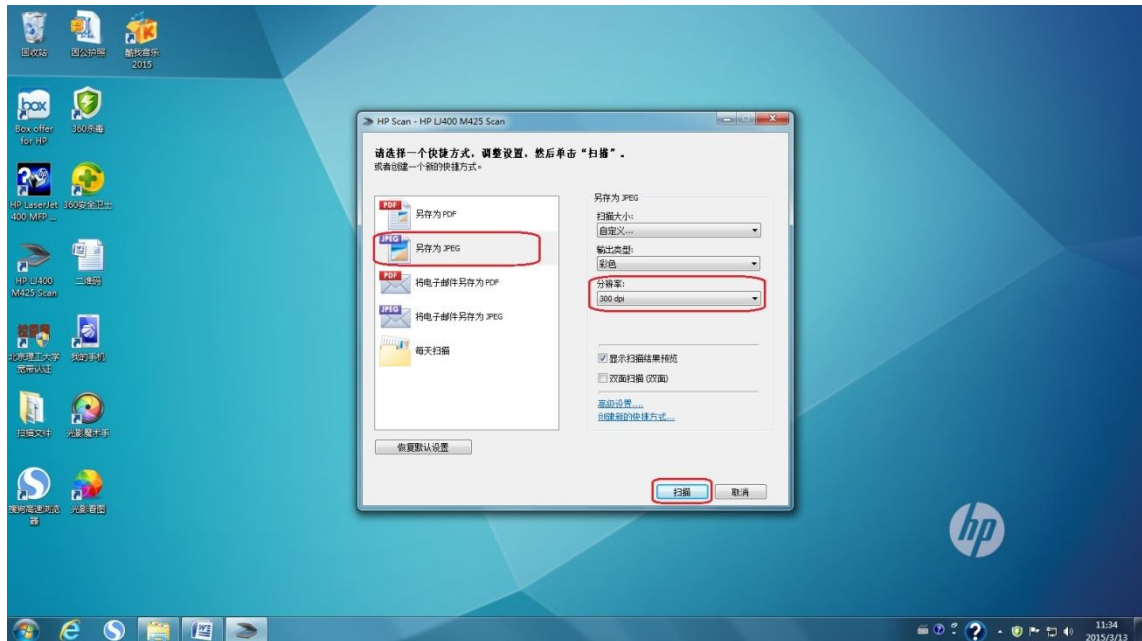 回收站
因公护照
酷我音乐
2015
box
Box offer
for HP
360杀毒
HP LaserJet
400 MFP ...
360安全卫士
HP LJ400
M425 Scan
二维码
北京理工大学
宽带认证
我的手机
扫描文件
光影魔术手
搜狗高速浏览
器
光影看图
HP Scan - HP LJ400 M425 Scan
请选择一个快捷方式，调整设置，然后单击“扫描”。
或者创建一个新的快捷方式。
PDF
另存为 PDF
JPEG
另存为 JPEG
PDF
将电子邮件另存为 PDF
JPEG
将电子邮件另存为 JPEG
每天扫描
恢复默认设置
另存为 JPEG
扫描大小:
自定义...
输出类型:
彩色
分辨率:
300 dpi
显示扫描结果预览
双面扫描 (双面)
高级设置....
创建新的快捷方式...
扫描
取消
hp
11:34
2015/3/13